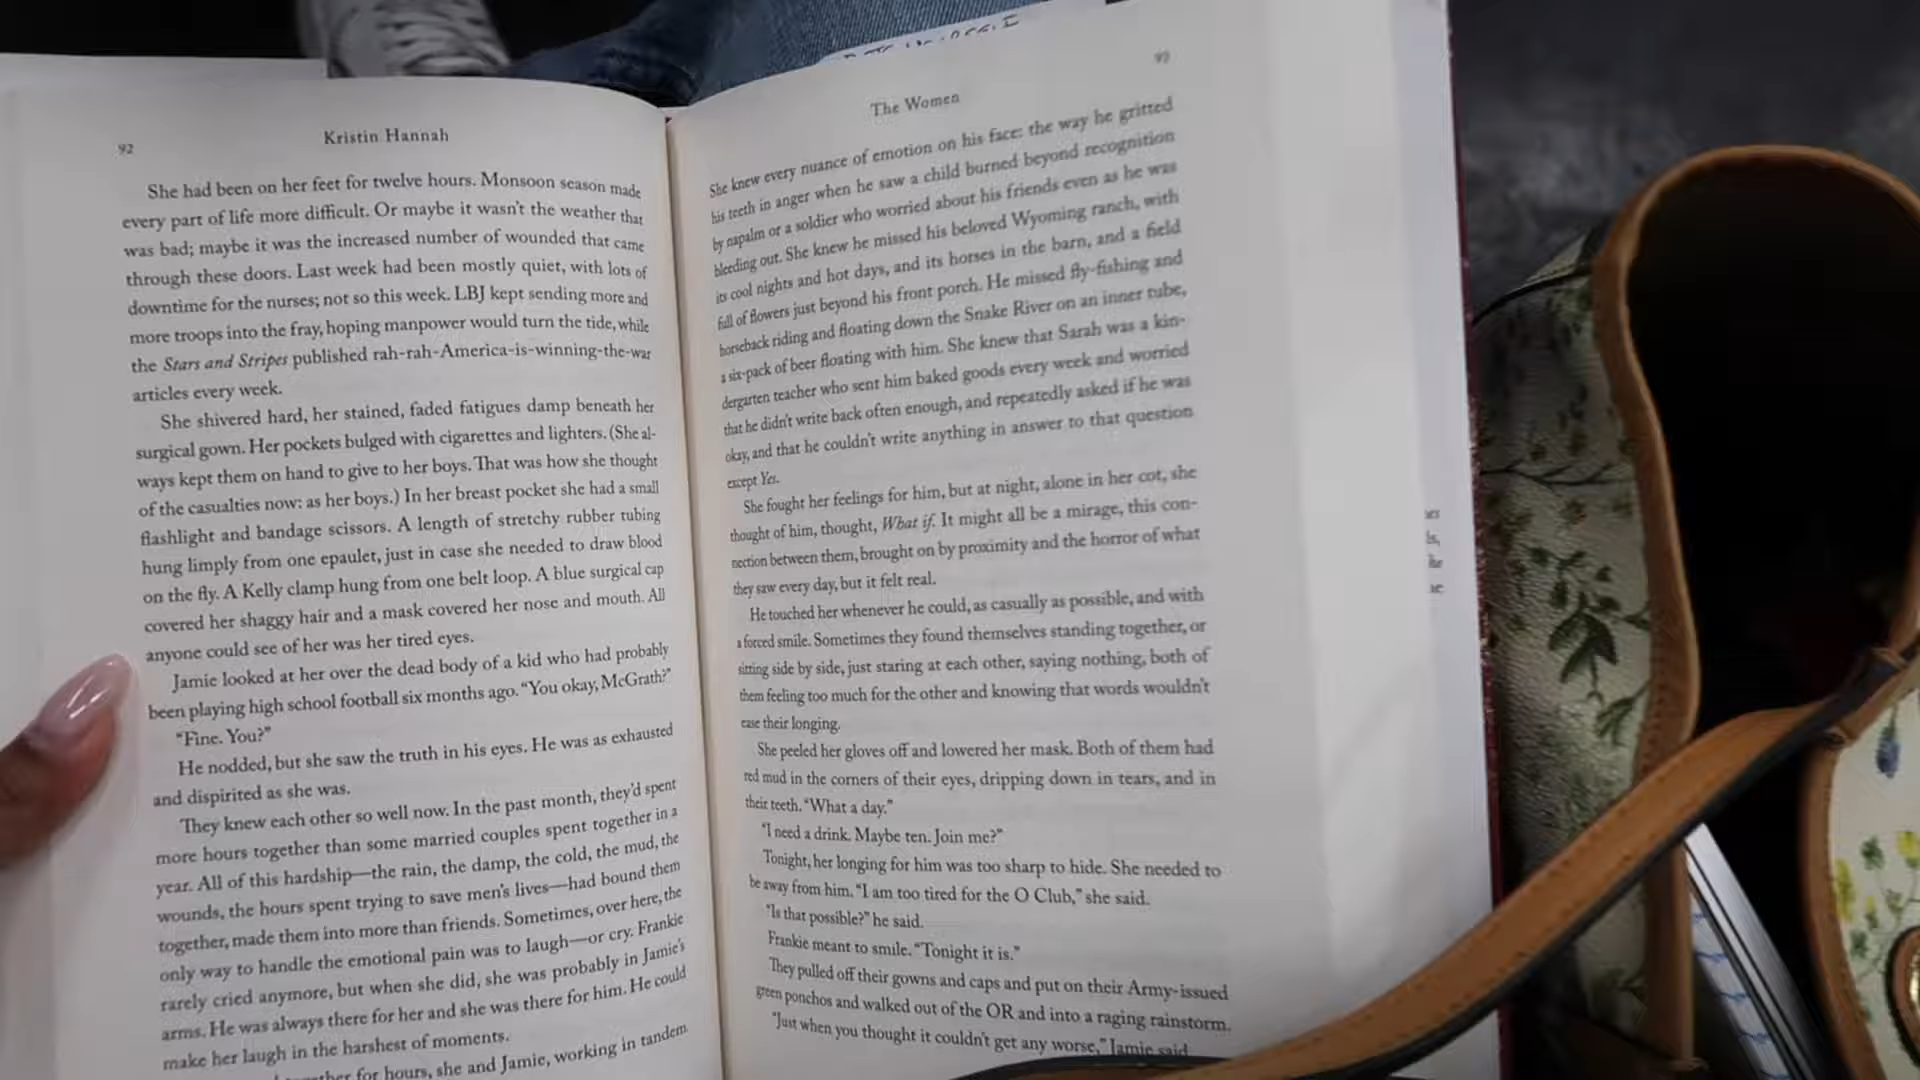 92
Kristin Hannah
She had been on her feet for twelve hours. Monsoon season made
every part of life more difficult. Or maybe it wasn't the weather that
was bad; maybe it was the increased number of wounded that came
through these doors. Last week had been mostly quiet, with lots of
downtime for the nurses; not so this week. LBJ kept sending more and
more troops into the fray, hoping manpower would turn the tide, while
the Stars and Stripes published rah-rah-America-is-winning-the-war
articles every week.
She shivered hard, her stained, faded fatigues damp beneath her
surgical gown. Her pockets bulged with cigarettes and lighters. (She al-
ways kept them on hand to give to her boys. That was how she thought
of the casualties now: as her boys.) In her breast pocket she had a small
flashlight and bandage scissors. A length of stretchy rubber tubing
hung limply from one epaulet, just in case she needed to draw blood
on the fly. A Kelly clamp hung from one belt loop. A blue surgical cap
covered her shaggy hair and a mask covered her nose and mouth. All
anyone could see of her was her tired eyes.
Jamie looked at her over the dead body of a kid who had probably
been playing high school football six months ago. "You okay, McGrath?"
"Fine. You?"
He nodded, but she saw the truth in his eyes. He was as exhausted
and dispirited as she was.
They knew each other so well now. In the past month, they'd spent
more hours together than some married couples spent together in a
year. All of this hardship—the rain, the damp, the cold, the mud, the
wounds, the hours spent trying to save men's lives—had bound them
together, made them into more than friends. Sometimes, over here, the
only way to handle the emotional pain was to laugh—or cry. Frankie
rarely cried anymore, but when she did, she was probably in Jamie's
arms. He was always there for her and she was there for him. He could
make her laugh in the harshest of moments.
for hours, she and Jamie, working in tandem.
The Women
93
She knew every nuance of emotion on his face: the way he gritted
his teeth in anger when he saw a child burned beyond recognition
by napalm or a soldier who worried about his friends even as he was
bleeding out. She knew he missed his beloved Wyoming ranch, with
its cool nights and hot days, and its horses in the barn, and a field
full of flowers just beyond his front porch. He missed fly-fishing and
horseback riding and floating down the Snake River on an inner tube,
a six-pack of beer floating with him. She knew that Sarah was a kin-
dergarten teacher who sent him baked goods every week and worried
that he didn't write back often enough, and repeatedly asked if he was
okay, and that he couldn't write anything in answer to that question
except Yes.
She fought her feelings for him, but at night, alone in her cot, she
thought of him, thought, What if. It might all be a mirage, this con-
nection between them, brought on by proximity and the horror of what
they saw every day, but it felt real.
He touched her whenever he could, as casually as possible, and with
a forced smile. Sometimes they found themselves standing together, or
sitting side by side, just staring at each other, saying nothing, both of
them feeling too much for the other and knowing that words wouldn't
ease their longing.
She peeled her gloves off and lowered her mask. Both of them had
red mud in the corners of their eyes, dripping down in tears, and in
their teeth. "What a day."
"I need a drink. Maybe ten. Join me?"
Tonight, her longing for him was too sharp to hide. She needed to
be away from him. "I am too tired for the O Club," she said.
"Is that possible?" he said.
Frankie meant to smile. "Tonight it is."
They pulled off their gowns and caps and put on their Army-issued
green ponchos and walked out of the OR and into a raging rainstorm.
"Just when you thought it couldn't get any worse," Jamie said